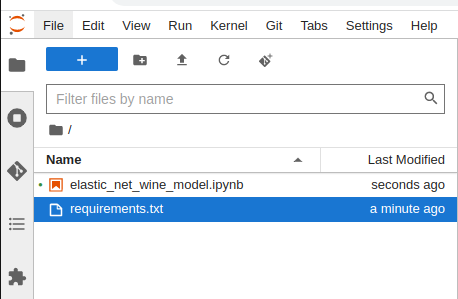 File Edit View Run Kernel Git Tabs Settings Help
Filter files by name
/
Name Last Modified
elastic_net_wine_model.ipynb seconds ago
requirements.txt a minute ago